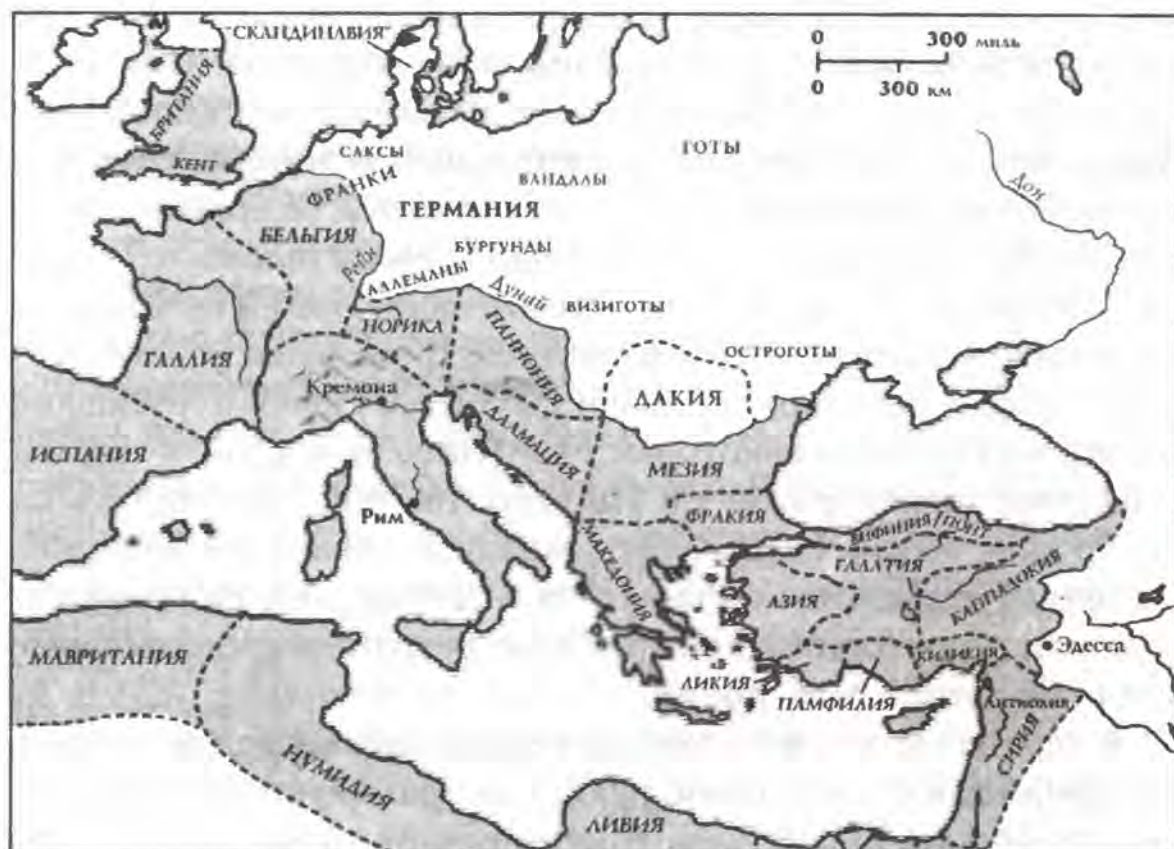 "СКАНДИНАВИЯ"
0 300 миль
0 300 км
БРИТАНИЯ
КЕНТ
САКСЫ
ФРАНКИ
ГОТЫ
ВАНДАЛЫ
Дон
ГЕРМАНИЯ
БЕЛЬГИЯ
БУРГУНДЫ
Рейн
АЛЛЕМАНЫ
Дунай
ВИЗИГОТЫ
НОРИКА
ПАННОНИЯ
ГАЛЛИЯ
ОСТРОГОТЫ
Кремона
ДАКИЯ
ДАЛМАЦИЯ
ИСПАНИЯ
МЕЗИЯ
Рим
ФРАКИЯ
ВИФИНИЯ/ПОНТ
МАКЕДОНИЯ
ГАЛАТИЯ
КАППАДОКИЯ
АЗИЯ
МАВРИТАНИЯ
КИЛИКИЯ
Эдесса
ЛИКИЯ
ПАМФИЛИЯ
Антиохия
СИРИЯ
НУМИДИЯ
ЛИВИЯ